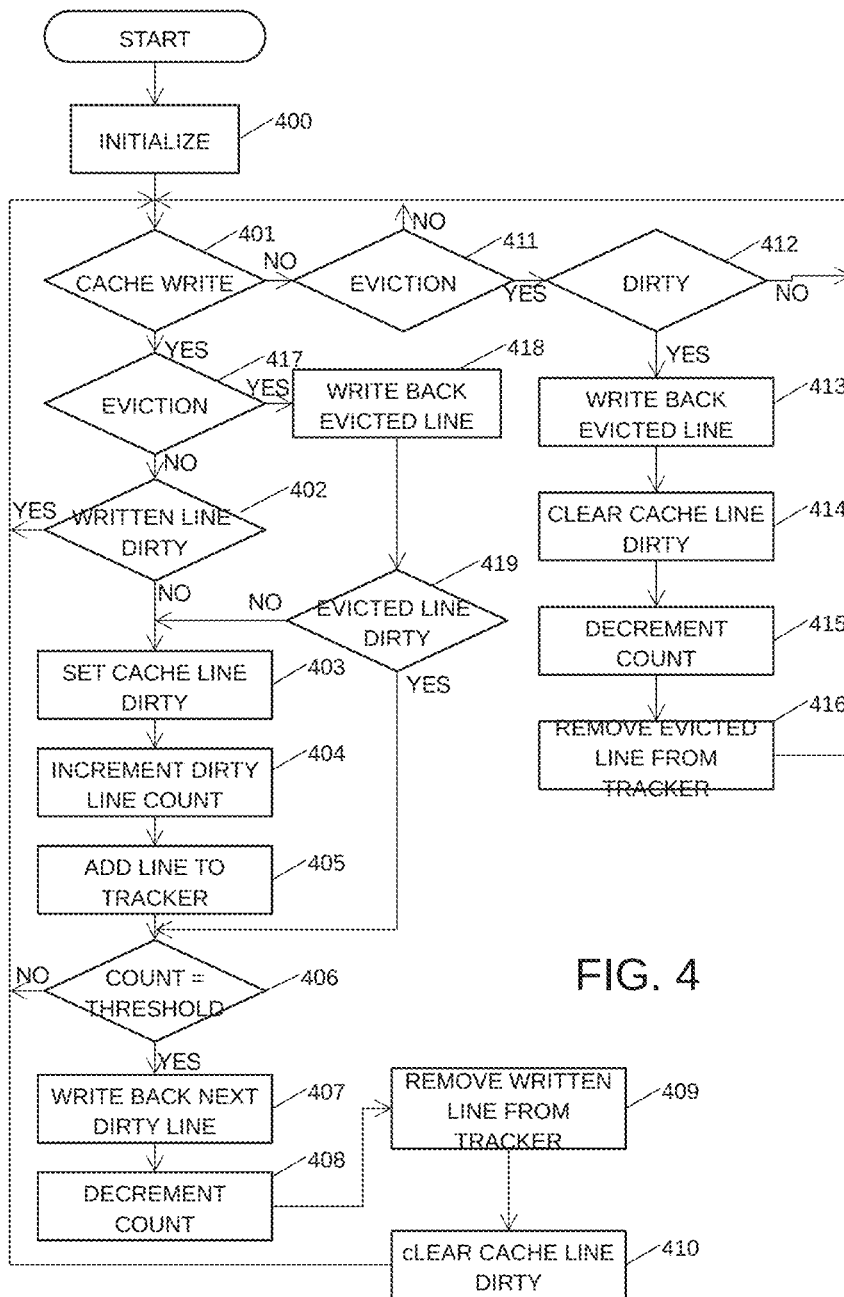 START
INITIALIZE
400
CACHE WRITE
401
NO
EVICTION
411
NO
YES
DIRTY
412
NO
YES
YES
EVICTION
417
YES
WRITE BACK
EVICTED LINE
418
WRITE BACK
EVICTED LINE
413
NO
WRITTEN LINE
DIRTY
402
YES
NO
CLEAR CACHE LINE
DIRTY
414
EVICTED LINE
DIRTY
419
NO
YES
DECREMENT
COUNT
415
SET CACHE LINE
DIRTY
403
REMOVE EVICTED
LINE FROM
TRACKER
416
INCREMENT DIRTY
LINE COUNT
404
ADD LINE TO
TRACKER
405
COUNT =
THRESHOLD
406
NO
YES
FIG. 4
WRITE BACK NEXT
DIRTY LINE
407
DECREMENT
COUNT
408
REMOVE WRITTEN
LINE FROM
TRACKER
409
cLEAR CACHE LINE
DIRTY
410